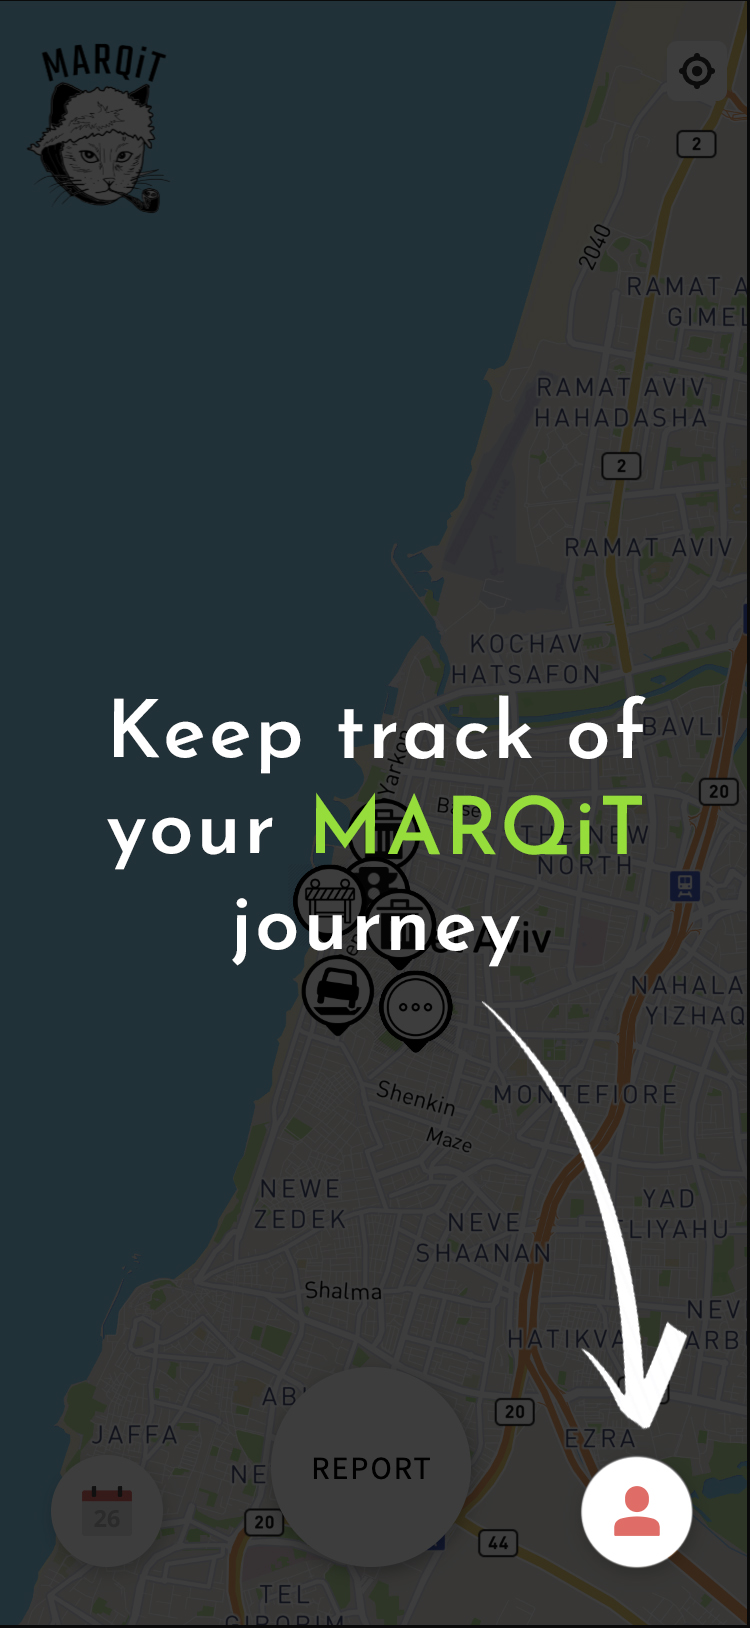 MARQiT
2
2040
RAMAT A
GIMEL
RAMAT AVIV
HAHADASHA
2
RAMAT AVIV
KOCHAV
HATSAFON
Keep track of
BAVLI
Yarkon
20
Basel
your MARQiT
THE NEW
NORTH
journey
Aviv
NAHALA
YIZHAQ
Shenkin
MONTEFIORE
Maze
NEWE
ZEDEK
YAD
ELIYAHU
NEVE
SHAANAN
Shalma
NEV
HATIKVA
ARB
AB
20
JAFFA
EZRA
REPORT
NE
26
20
44
TEL
GIBORIM